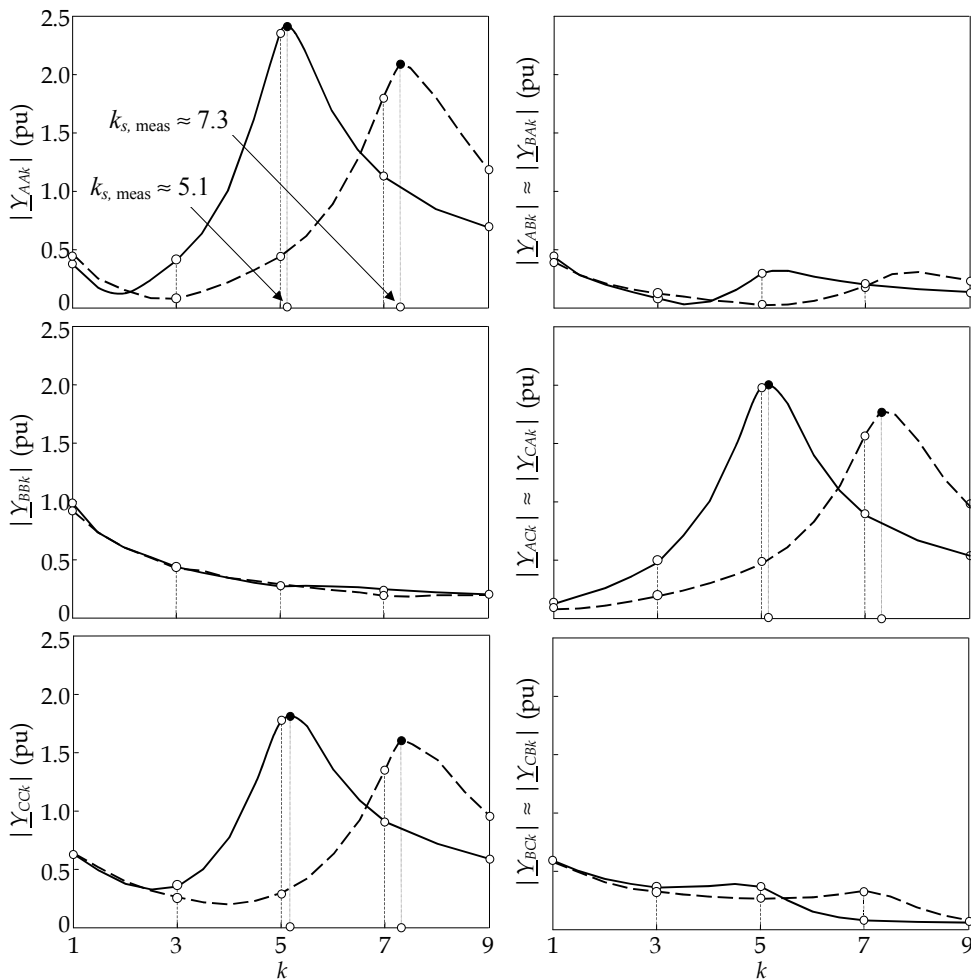 2.5
2.0
1.5
1.0
0.5
0
|Y_AAk| (pu)
k_s, meas ≈ 7.3
k_s, meas ≈ 5.1
|Y_ABk| ≈ |Y_BAk| (pu)
2.5
2.0
1.5
1.0
0.5
0
|Y_BBk| (pu)
|Y_ACk| ≈ |Y_CAk| (pu)
2.5
2.0
1.5
1.0
0.5
0
|Y_CCk| (pu)
1 3 5 7 9
k
|Y_BCk| ≈ |Y_CBk| (pu)
1 3 5 7 9
k